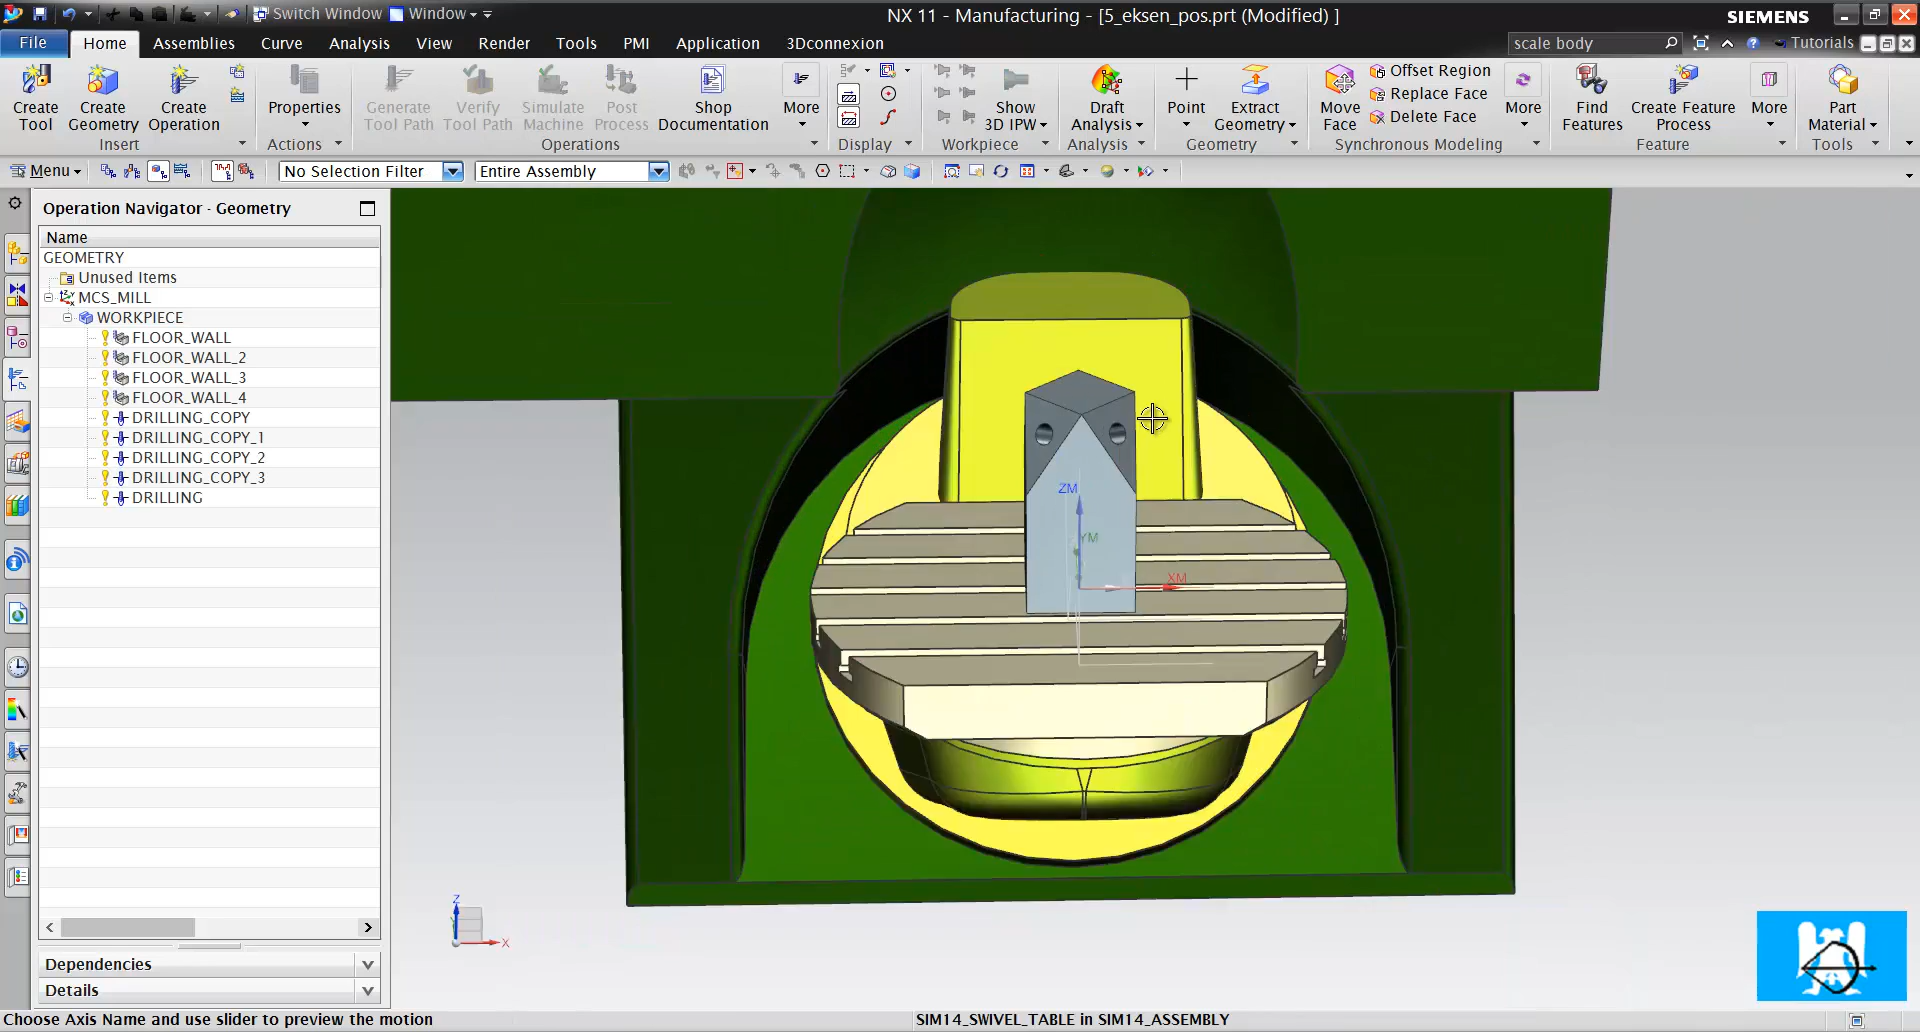 Switch Window Window NX 11 - Manufacturing - [5_eksen_pos.prt (Modified) ] SIEMENS
File Home Assemblies Curve Analysis View Render Tools PMI Application 3Dconnexion scale body Tutorials
Create Tool
Create Geometry
Create Operation
Insert
Properties
Actions
Generate Tool Path
Verify Tool Path
Simulate Machine
Post Process
Shop Documentation
More
Operations
Display
Show 3D IPW
Workpiece
Draft Analysis
Analysis
Point
Extract Geometry
Geometry
Move Face
Offset Region
Replace Face
Delete Face
More
Synchronous Modeling
Find Features
Create Feature Process
More
Feature
Part Material
Tools
Menu No Selection Filter Entire Assembly
Operation Navigator - Geometry
Name
GEOMETRY
Unused Items
MCS_MILL
WORKPIECE
FLOOR_WALL
FLOOR_WALL_2
FLOOR_WALL_3
FLOOR_WALL_4
DRILLING_COPY
DRILLING_COPY_1
DRILLING_COPY_2
DRILLING_COPY_3
DRILLING
Dependencies
Details
ZM
YM
XM
Z
X
Choose Axis Name and use slider to preview the motion SIM14_SWIVEL_TABLE in SIM14_ASSEMBLY